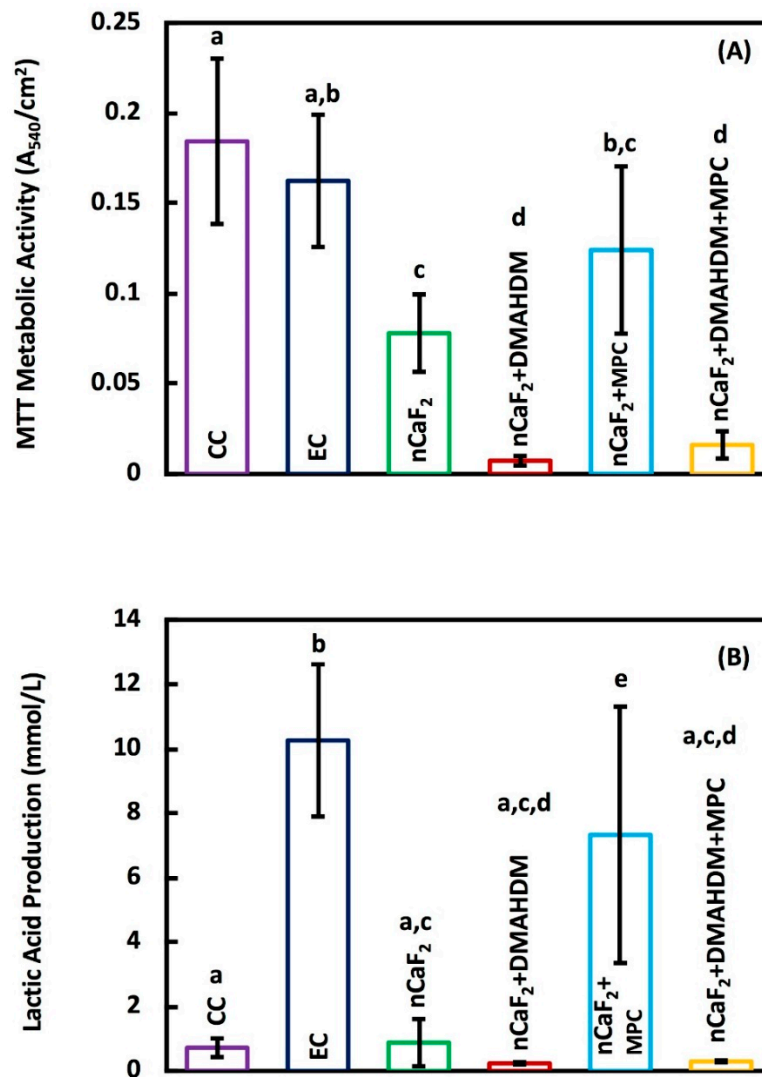 MTT Metabolic Activity (A₅₄₀/cm²)
0.25
0.2
0.15
0.1
0.05
0
(A)
a
CC
a,b
EC
c
nCaF₂
d
nCaF₂+DMAHDM
b,c
nCaF₂+MPC
d
nCaF₂+DMAHDM+MPC
Lactic Acid Production (mmol/L)
14
12
10
8
6
4
2
0
(B)
a
CC
b
EC
a,c
nCaF₂
a,c,d
nCaF₂+DMAHDM
e
nCaF₂+
MPC
a,c,d
nCaF₂+DMAHDM+MPC